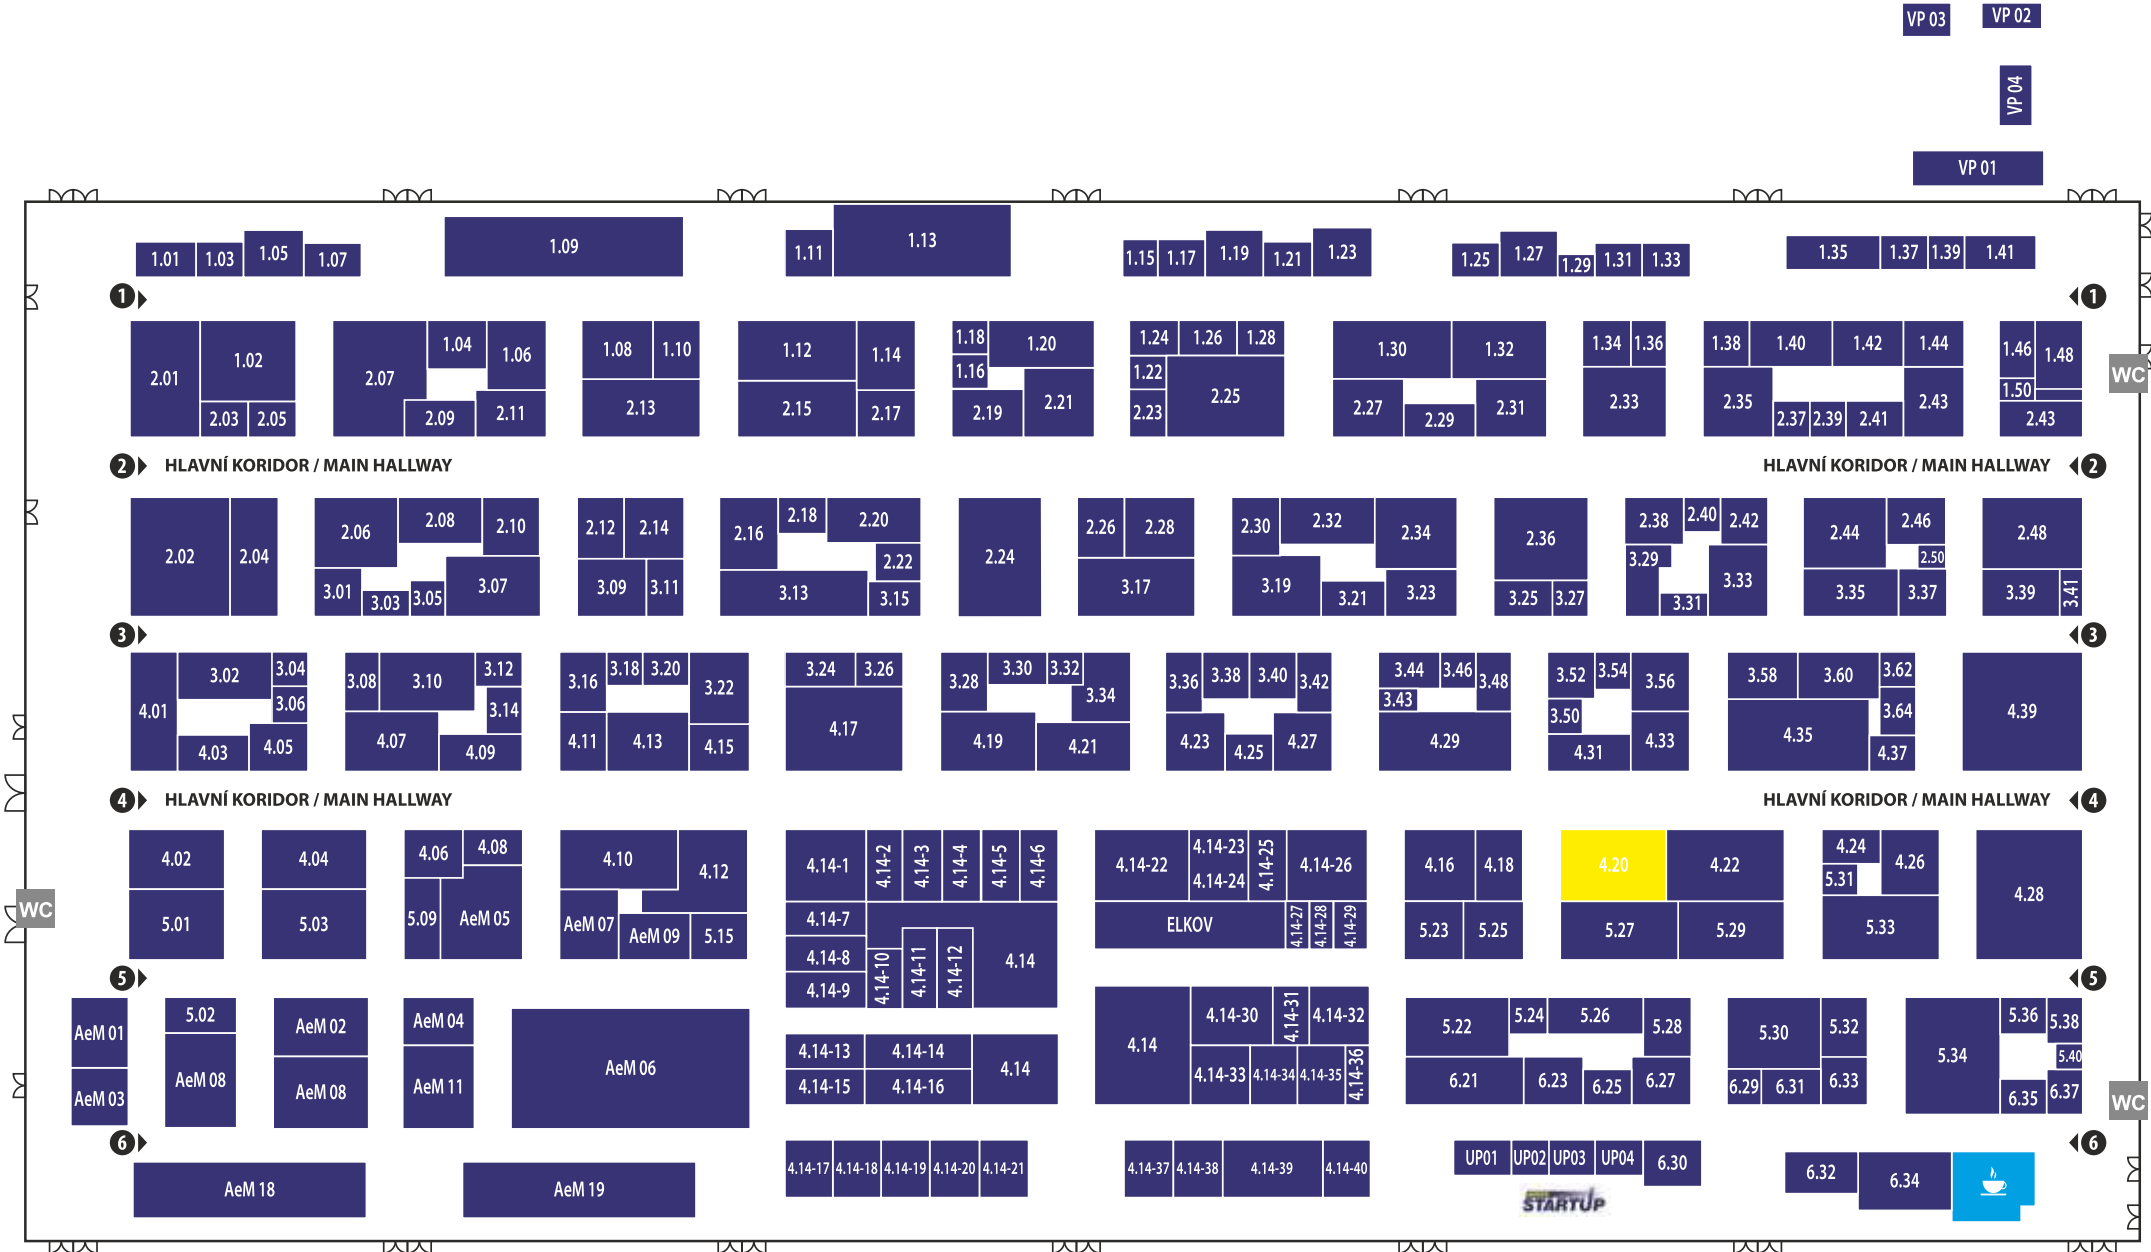 VP 03 VP 02
VP 04
VP 01
1.01 1.03 1.05 1.07 1.09 1.11 1.13 1.15 1.17 1.19 1.21 1.23 1.25 1.27 1.29 1.31 1.33 1.35 1.37 1.39 1.41
1 1
2.01 1.02 2.07 1.04 1.06 1.08 1.10 1.12 1.14 1.18 1.20 1.24 1.26 1.28 1.30 1.32 1.34 1.36 1.38 1.40 1.42 1.44 1.46 1.48
1.16 1.22 2.25 1.50 WC
2.03 2.05 2.09 2.11 2.13 2.15 2.17 2.19 2.21 2.23 2.27 2.29 2.31 2.33 2.35 2.37 2.39 2.41 2.43 2.43
2 HLAVNÍ KORIDOR / MAIN HALLWAY HLAVNÍ KORIDOR / MAIN HALLWAY 2
2.02 2.04 2.06 2.08 2.10 2.12 2.14 2.16 2.18 2.20 2.22 2.24 2.26 2.28 2.30 2.32 2.34 2.36 2.38 2.40 2.42 2.44 2.46 2.50 2.48
3.01 3.03 3.05 3.07 3.09 3.11 3.13 3.15 3.17 3.19 3.21 3.23 3.25 3.27 3.29 3.31 3.33 3.35 3.37 3.39 3.41
3 3
4.01 3.02 3.04 3.06 3.08 3.10 3.12 3.14 3.16 3.18 3.20 3.22 3.24 3.26 3.28 3.30 3.32 3.34 3.36 3.38 3.40 3.42 3.44 3.46 3.43 3.48 3.52 3.54 3.50 3.56 3.58 3.60 3.62 3.64 4.39
4.03 4.05 4.07 4.09 4.11 4.13 4.15 4.17 4.19 4.21 4.23 4.25 4.27 4.29 4.31 4.33 4.35 4.37
4 HLAVNÍ KORIDOR / MAIN HALLWAY HLAVNÍ KORIDOR / MAIN HALLWAY 4
4.02 4.04 4.06 4.08 4.10 4.12 4.14-1 4.14-2 4.14-3 4.14-4 4.14-5 4.14-6 4.14-22 4.14-23 4.14-24 4.14-25 4.14-26 4.16 4.18 4.20 4.22 4.24 4.26 5.31 4.28
WC 5.01 5.03 5.09 AeM 05 AeM 07 AeM 09 5.15 4.14-7 ELKOV 4.14-27 4.14-28 4.14-29 5.23 5.25 5.27 5.29 5.33
4.14-8 4.14-9 4.14-10 4.14-11 4.14-12 4.14
5 5
AeM 01 5.02 AeM 02 AeM 04 AeM 06 4.14 4.14-30 4.14-31 4.14-32 5.22 5.24 5.26 5.28 5.30 5.32 5.34 5.36 5.38 5.40
AeM 03 AeM 08 AeM 08 AeM 11 4.14-13 4.14-14 4.14 4.14-15 4.14-16 4.14-33 4.14-34 4.14-35 4.14-36 6.21 6.23 6.25 6.27 6.29 6.31 6.33 6.35 6.37 WC
6 6
AeM 18 AeM 19 4.14-17 4.14-18 4.14-19 4.14-20 4.14-21 4.14-37 4.14-38 4.14-39 4.14-40 UP01 UP02 UP03 UP04 6.30 6.32 6.34
STARTUP